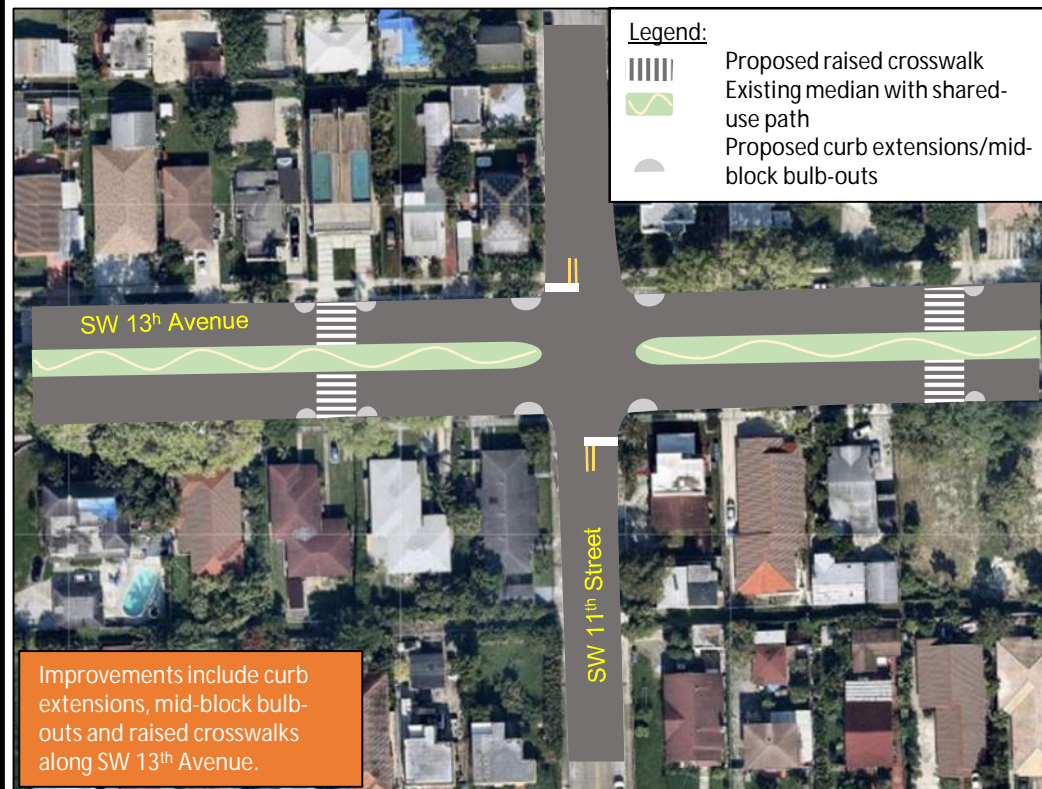 Legend:
Proposed raised crosswalk
Existing median with shared-
use path
Proposed curb extensions/mid-
block bulb-outs
SW 13ʰ Avenue
SW 11ᵗʰ Street
Improvements include curb
extensions, mid-block bulb-
outs and raised crosswalks
along SW 13ᵗʰ Avenue.